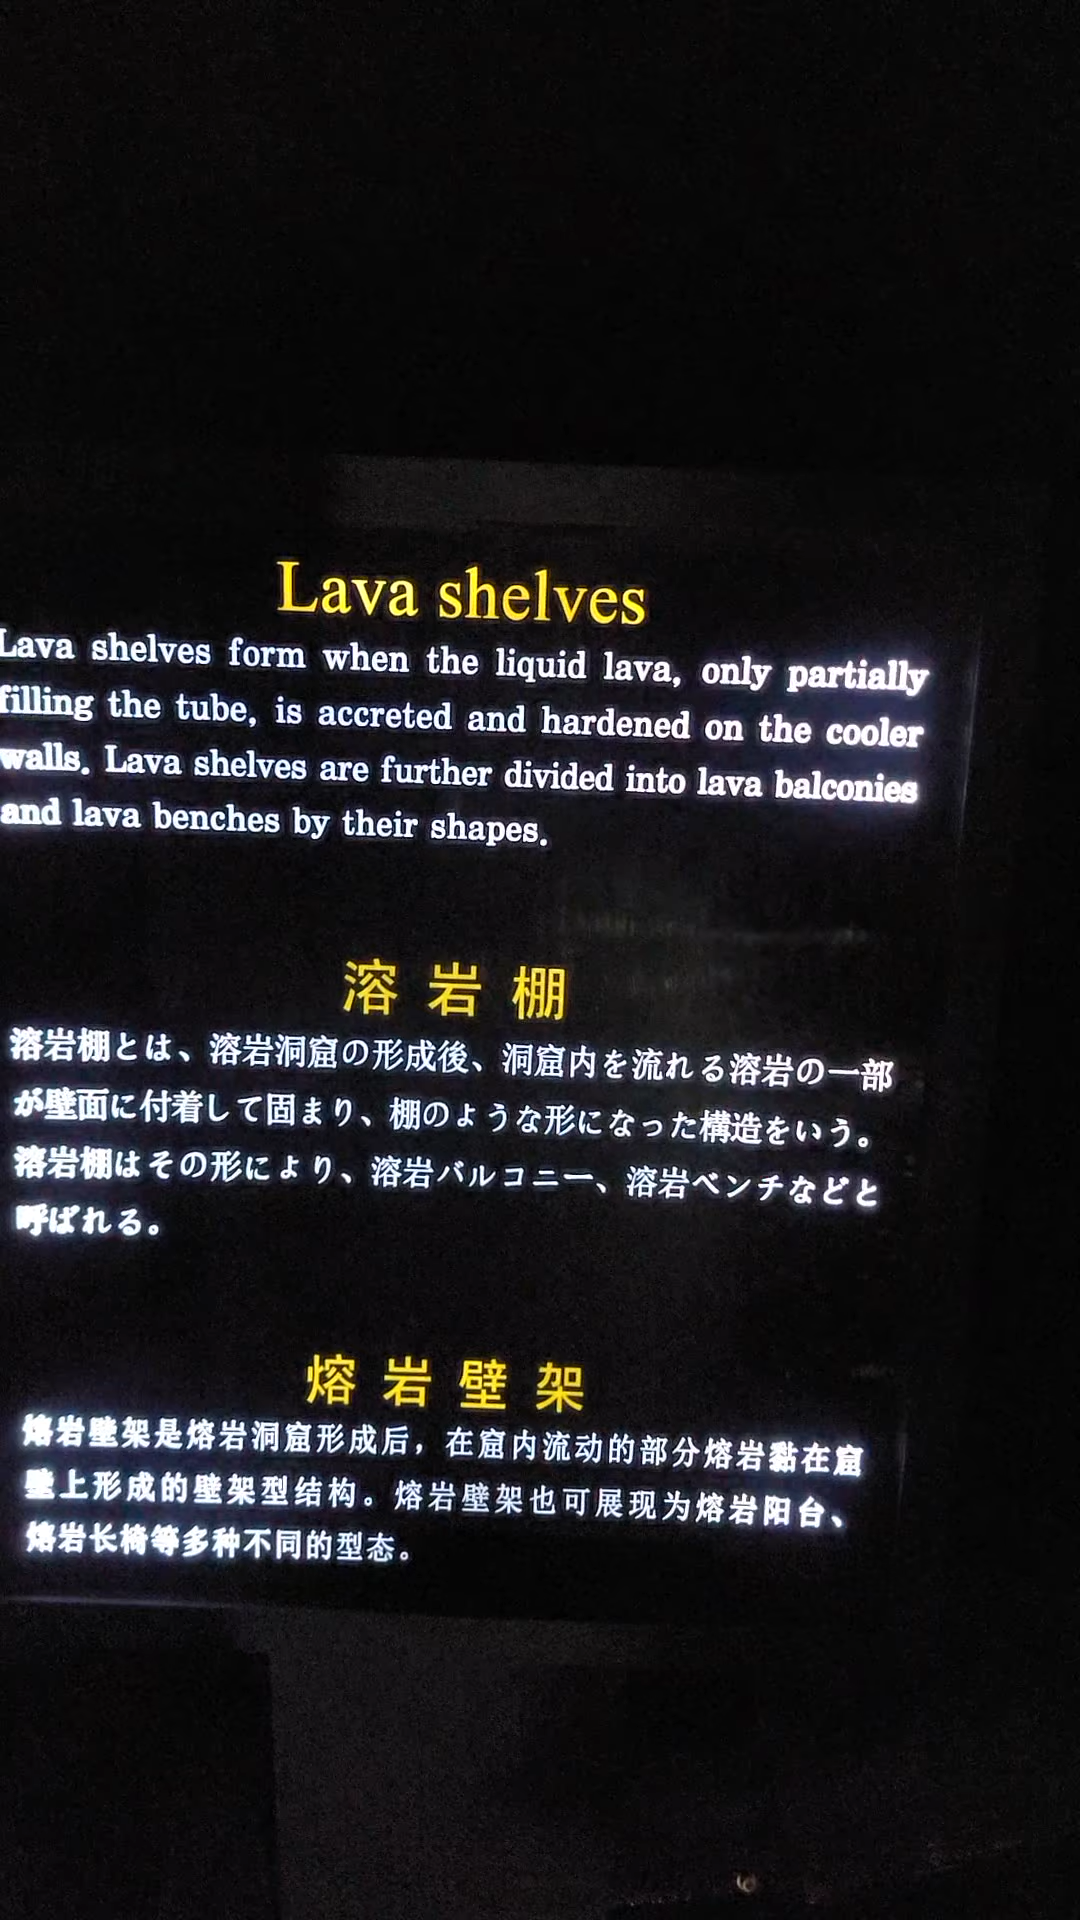 Lava shelves
Lava shelves form when the liquid lava, only partially
filling the tube, is accreted and hardened on the cooler
walls. Lava shelves are further divided into lava balconies
and lava benches by their shapes.
溶岩棚
溶岩棚とは、溶岩洞窟の形成後、洞窟内を流れる溶岩の一部
が壁面に付着して固まり、棚のような形になった構造をいう。
溶岩棚はその形により、溶岩バルコニー、溶岩ベンチなどと
呼ばれる。
熔岩壁架
熔岩壁架是熔岩洞窟形成后，在窟内流动的部分熔岩黏在窟
壁上形成的壁架型结构。熔岩壁架也可展现为熔岩阳台、
熔岩长椅等多种不同的型态。